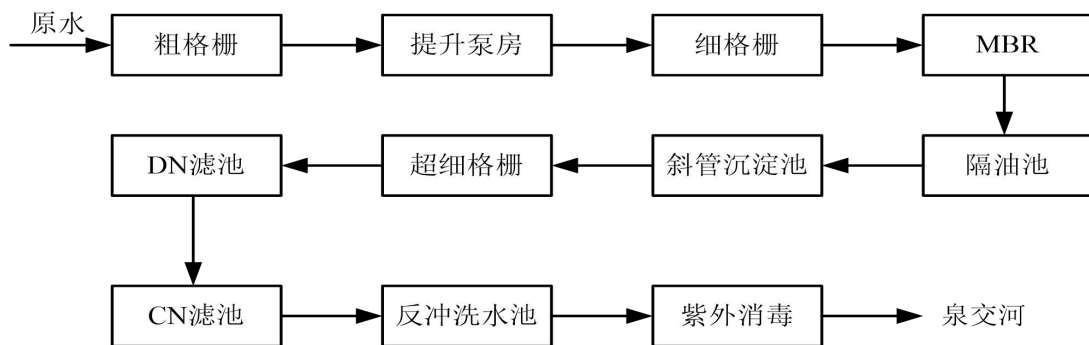 原水
粗格栅
提升泵房
细格栅
MBR
DN滤池
超细格栅
斜管沉淀池
隔油池
CN滤池
反冲洗水池
紫外消毒
泉交河